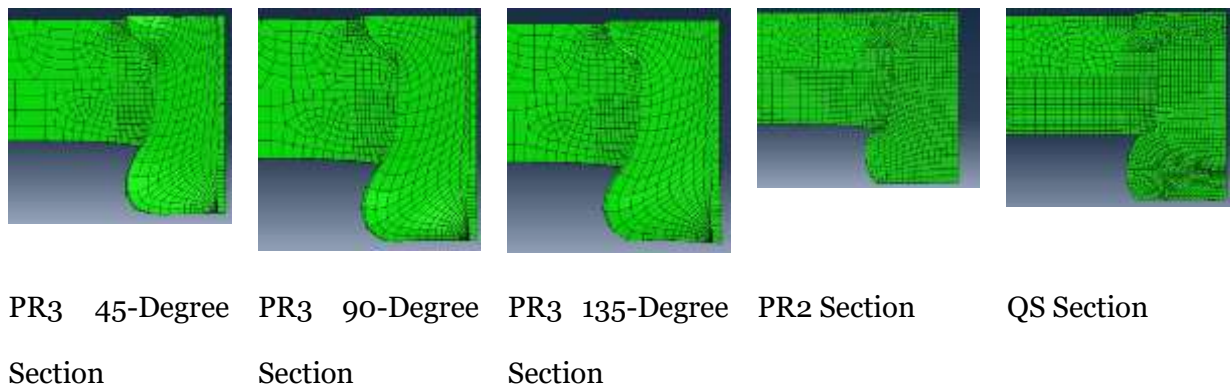 PR3 45-Degree Section
PR3 90-Degree Section
PR3 135-Degree Section
PR2 Section
QS Section